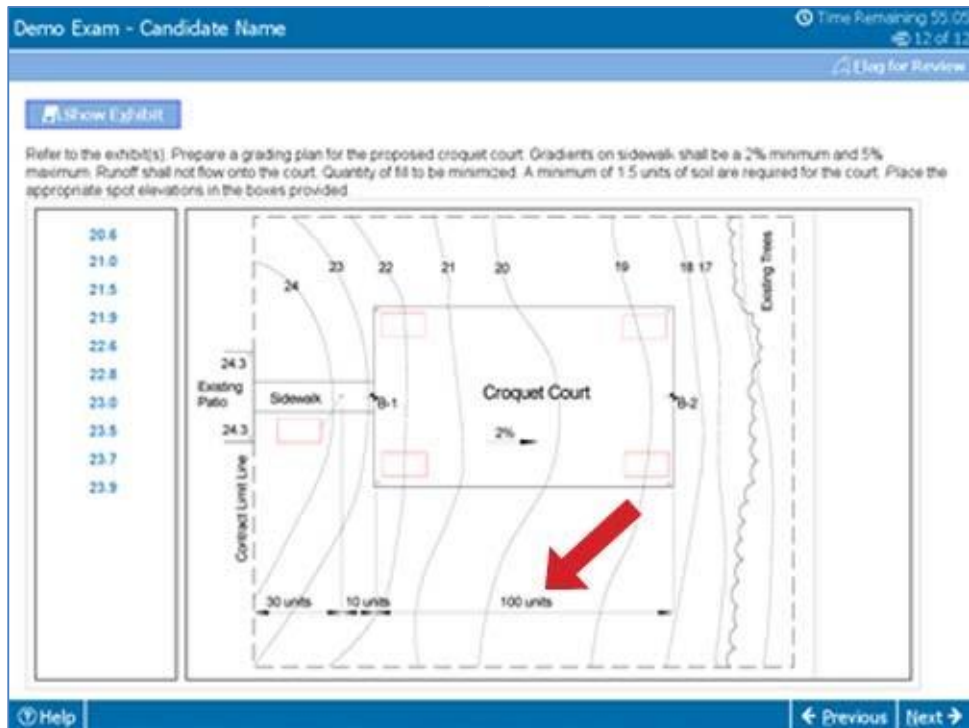 Demo Exam - Candidate Name
Time Remaining 55:05
12 of 12
Flag for Review
Show Exhibit
Refer to the exhibit(s). Prepare a grading plan for the proposed croquet court. Gradients on sidewalk shall be a 2% minimum and 5%
maximum. Runoff shall not flow onto the court. Quantity of fill to be minimized. A minimum of 1.5 units of soil are required for the court. Place the
appropriate spot elevations in the boxes provided.
20.6
21.0
21.5
21.9
22.6
22.8
23.0
23.5
23.7
23.9
24
23
22
21
20
19
18
17
Existing Trees
24.3
Existing
Patio
Sidewalk
B-1
Croquet Court
B-2
24.3
2%
Contract Limit Line
30 units
10 units
100 units
Help
Previous
Next